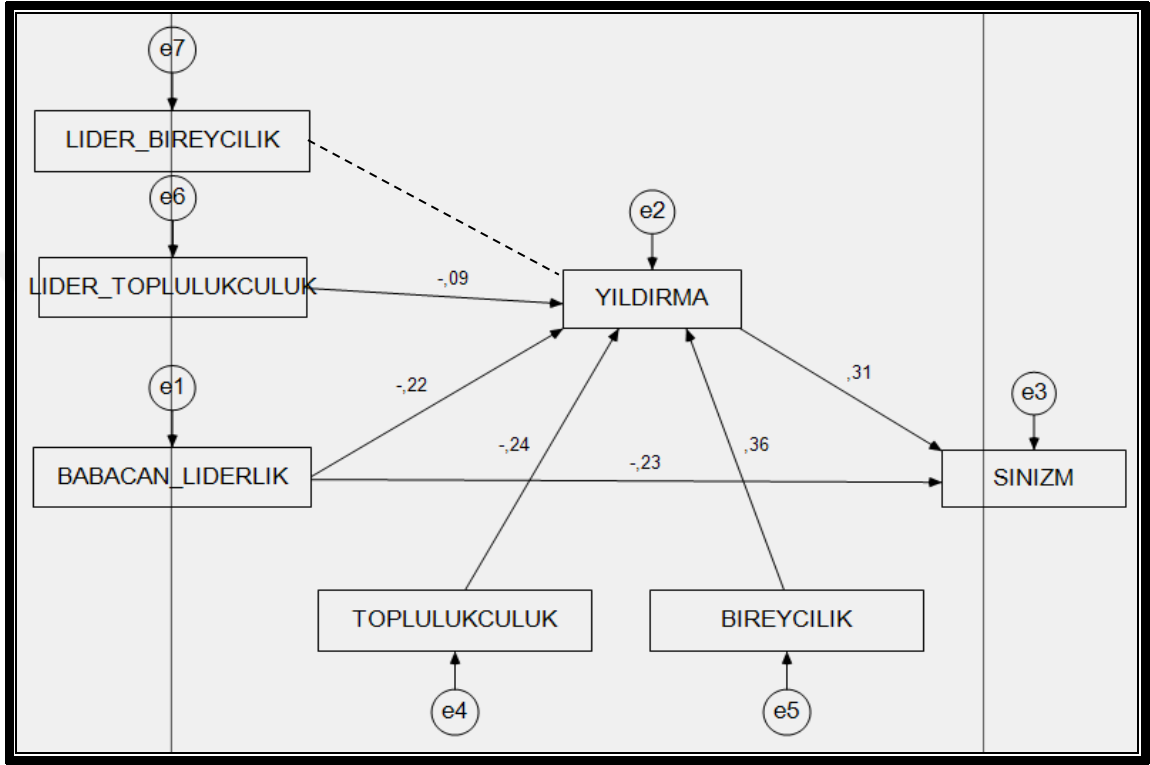 e7
LIDER_BIREYCILIK
e6
LIDER_TOPLULUKCULUK
-,09
e2
YILDIRMA
e1
-,22
BABACAN_LIDERLIK
-,24
-,23
,36
,31
e3
SINIZM
TOPLULUKCULUK
BIREYCILIK
e4
e5